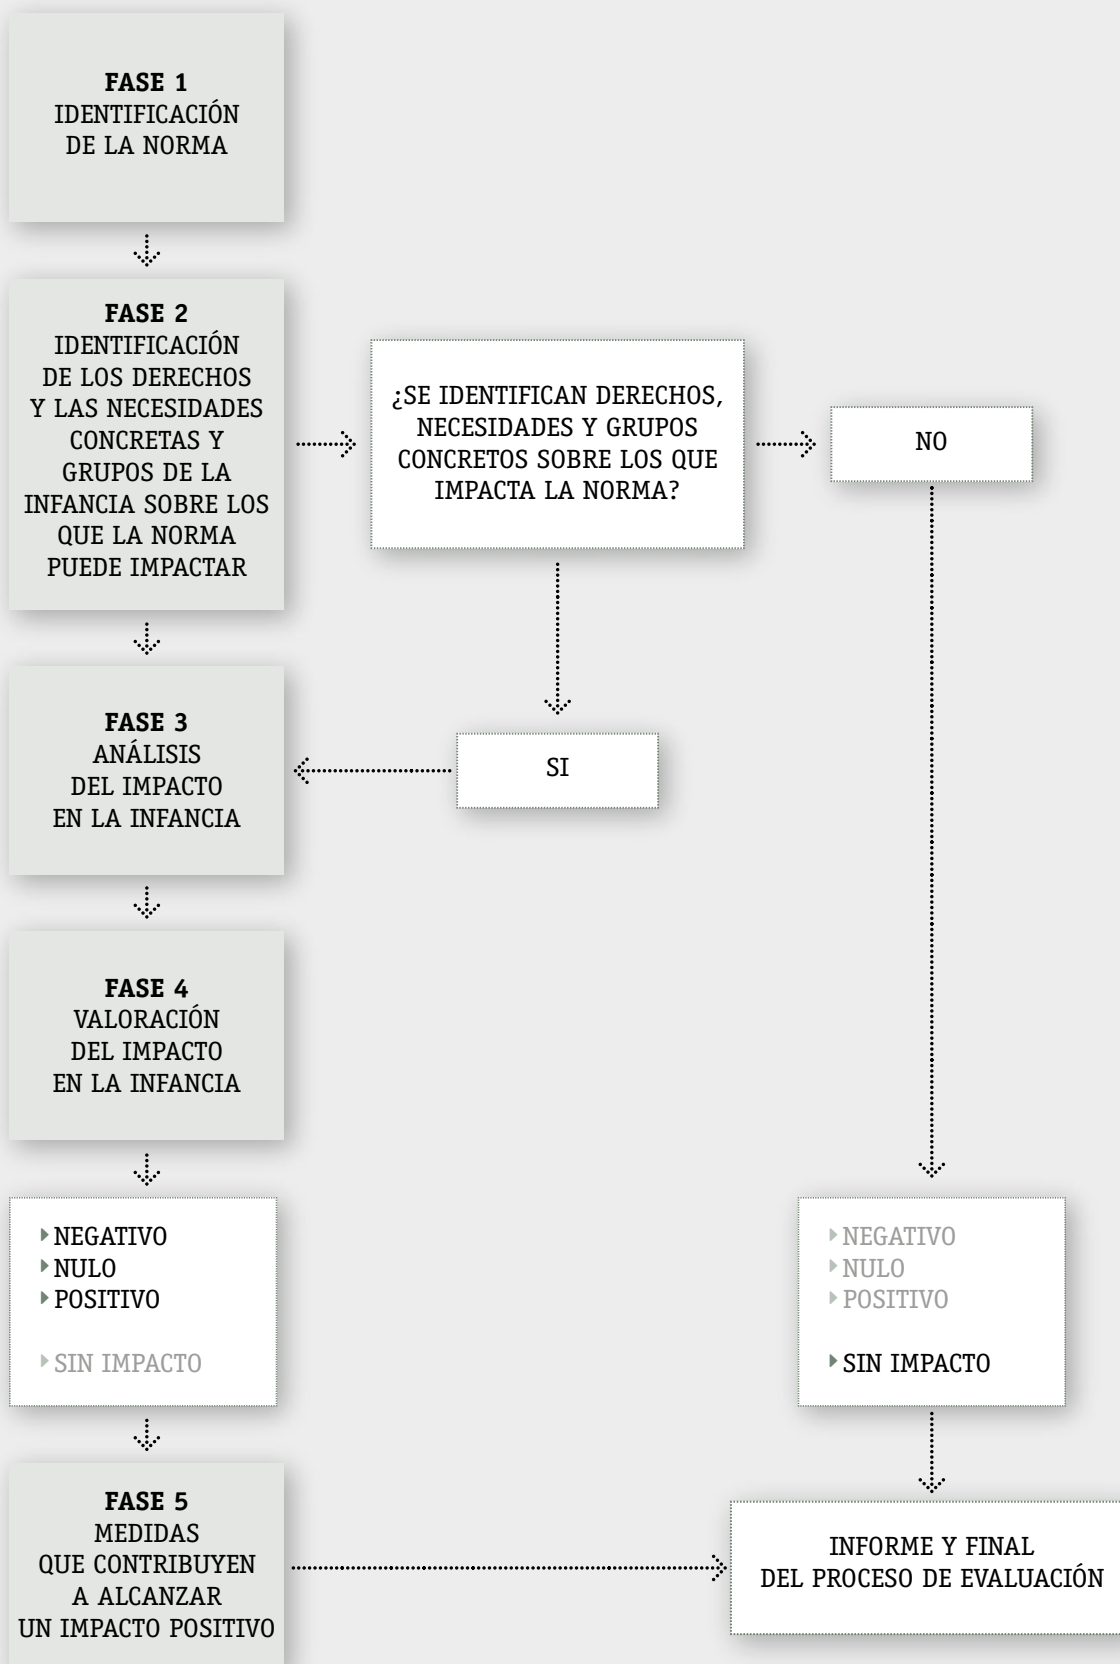 FASE 1
IDENTIFICACIÓN
DE LA NORMA
FASE 2
IDENTIFICACIÓN
DE LOS DERECHOS
Y LAS NECESIDADES
CONCRETAS Y
GRUPOS DE LA
INFANCIA SOBRE LOS
QUE LA NORMA
PUEDE IMPACTAR
¿SE IDENTIFICAN DERECHOS,
NECESIDADES Y GRUPOS
CONCRETOS SOBRE LOS QUE
IMPACTA LA NORMA?
NO
SI
FASE 3
ANÁLISIS
DEL IMPACTO
EN LA INFANCIA
FASE 4
VALORACIÓN
DEL IMPACTO
EN LA INFANCIA
NEGATIVO
NULO
POSITIVO
SIN IMPACTO
NEGATIVO
NULO
POSITIVO
SIN IMPACTO
FASE 5
MEDIDAS
QUE CONTRIBUYEN
A ALCANZAR
UN IMPACTO POSITIVO
INFORME Y FINAL
DEL PROCESO DE EVALUACIÓN